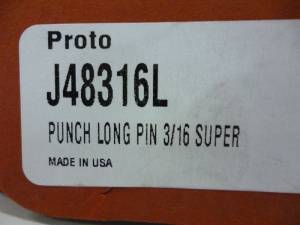 Proto
J48316L
PUNCH LONG PIN 3/16 SUPER
MADE IN USA